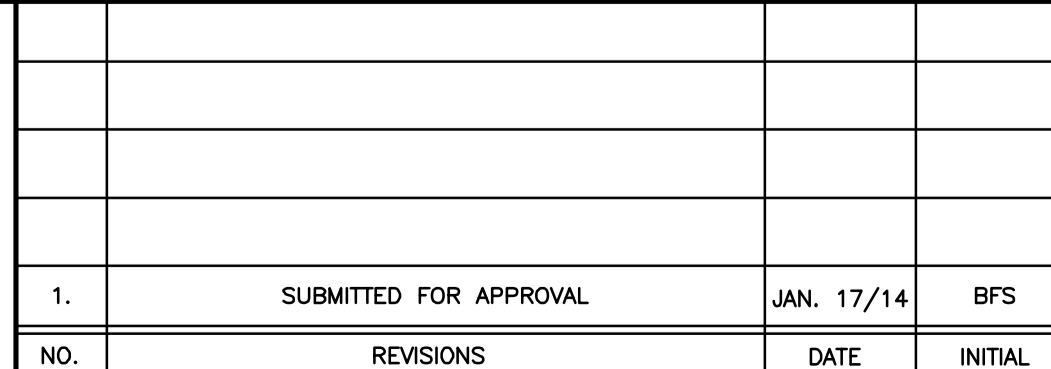 1. SUBMITTED FOR APPROVAL JAN. 17/14 BFS
NO. REVISIONS DATE INITIAL